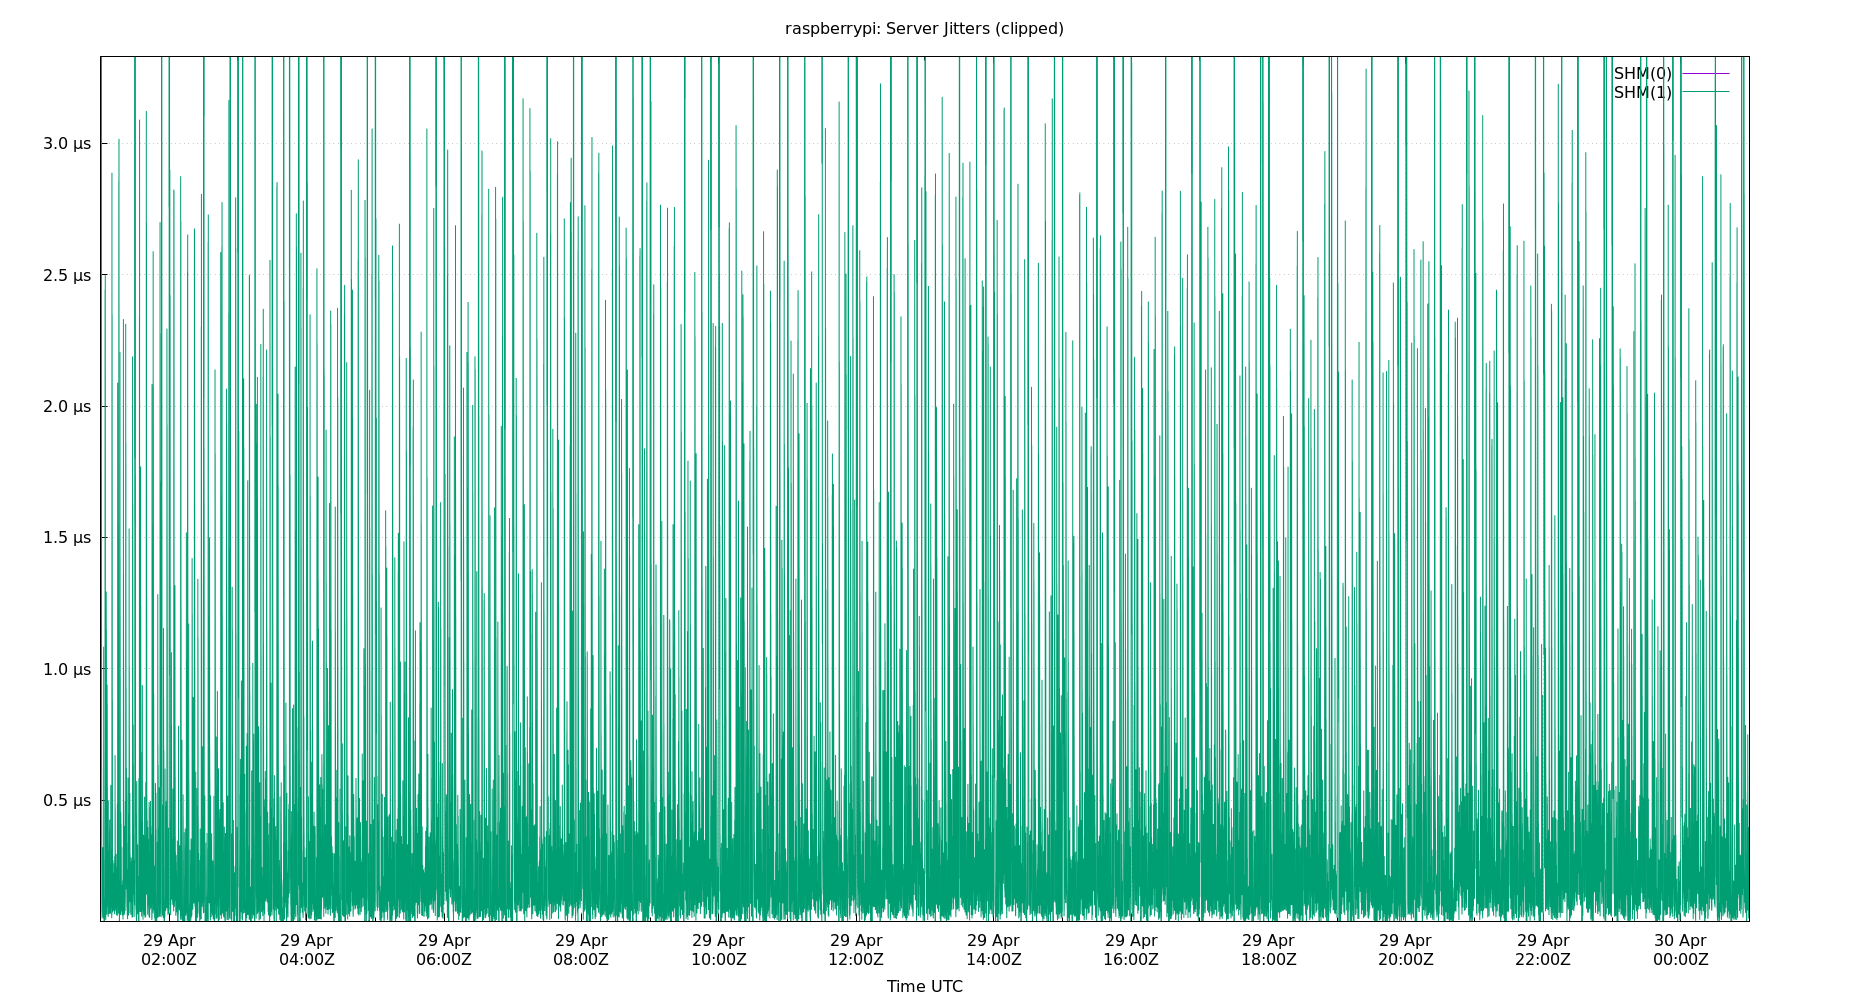 raspberrypi: Server Jitters (clipped)
SHM(0)
SHM(1)
3.0 µs
2.5 µs
2.0 µs
1.5 µs
1.0 µs
0.5 µs
29 Apr 29 Apr 29 Apr 29 Apr 29 Apr 29 Apr 29 Apr 29 Apr 29 Apr 29 Apr 29 Apr 30 Apr
02:00Z 04:00Z 06:00Z 08:00Z 10:00Z 12:00Z 14:00Z 16:00Z 18:00Z 20:00Z 22:00Z 00:00Z
Time UTC